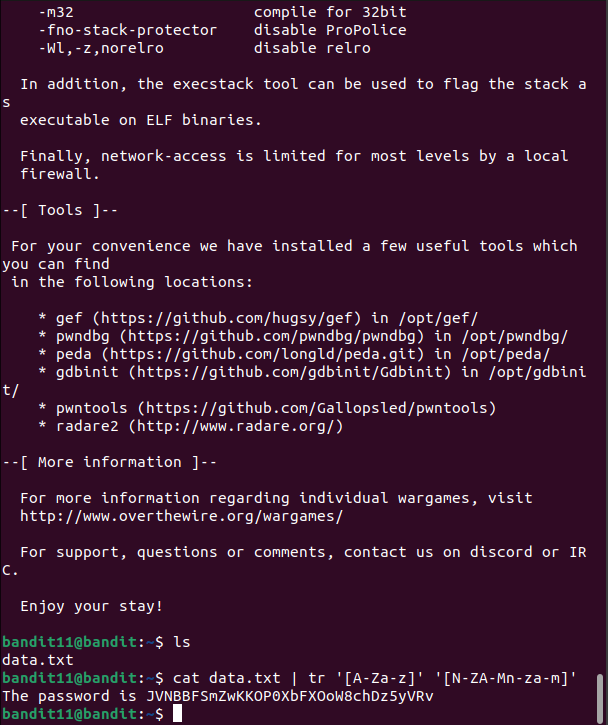 -m32                    compile for 32bit
    -fno-stack-protector    disable ProPolice
    -Wl,-z,norelro          disable relro
  In addition, the execstack tool can be used to flag the stack a
s
  executable on ELF binaries.
  Finally, network-access is limited for most levels by a local
  firewall.
--[ Tools ]--
 For your convenience we have installed a few useful tools which
you can find
 in the following locations:
    * gef (https://github.com/hugsy/gef) in /opt/gef/
    * pwndbg (https://github.com/pwndbg/pwndbg) in /opt/pwndbg/
    * peda (https://github.com/longld/peda.git) in /opt/peda/
    * gdbinit (https://github.com/gdbinit/Gdbinit) in /opt/gdbini
t/
    * pwntools (https://github.com/Gallopsled/pwntools)
    * radare2 (http://www.radare.org/)
--[ More information ]--
  For more information regarding individual wargames, visit
  http://www.overthewire.org/wargames/
  For support, questions or comments, contact us on discord or IR
C.
  Enjoy your stay!
bandit11@bandit:~$ ls
data.txt
bandit11@bandit:~$ cat data.txt | tr '[A-Za-z]' '[N-ZA-Mn-za-m]'
The password is JVNBBFSmZwKKOP0XbFXOoW8chDz5yVRv
bandit11@bandit:~$